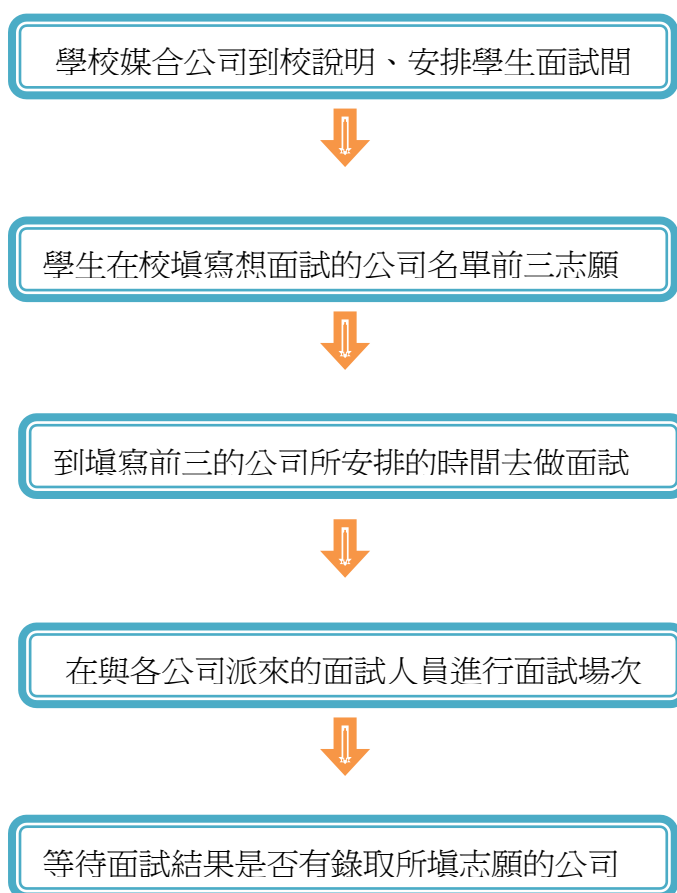 學校媒合公司到校說明、安排學生面試間
學生在校填寫想面試的公司名單前三志願
到填寫前三的公司所安排的時間去做面試
在與各公司派來的面試人員進行面試場次
等待面試結果是否有錄取所填志願的公司